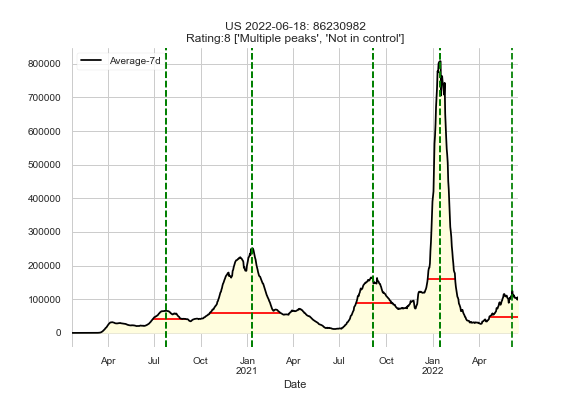 US 2022-06-18: 86230982
Rating:8 ['Multiple peaks', 'Not in control']
Average-7d
800000
700000
600000
500000
400000
300000
200000
100000
0
Apr Jul Oct Jan Apr Jul Oct Jan Apr
2021 2022
Date